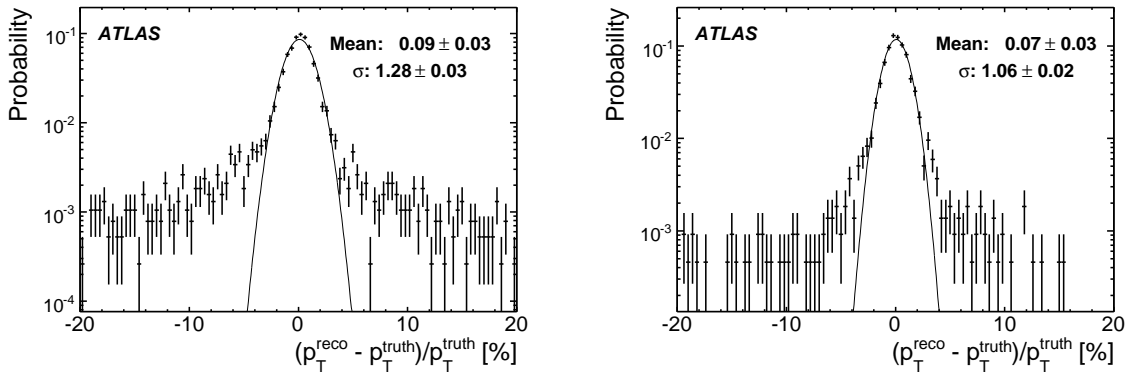 ATLAS
Mean: 0.09 ± 0.03
σ: 1.28 ± 0.03
Probability
10⁻¹
10⁻²
10⁻³
10⁻⁴
-20 -10 0 10 20
(p_T^reco - p_T^truth)/p_T^truth [%]
ATLAS
Mean: 0.07 ± 0.03
σ: 1.06 ± 0.02
Probability
10⁻¹
10⁻²
10⁻³
-20 -10 0 10 20
(p_T^reco - p_T^truth)/p_T^truth [%]